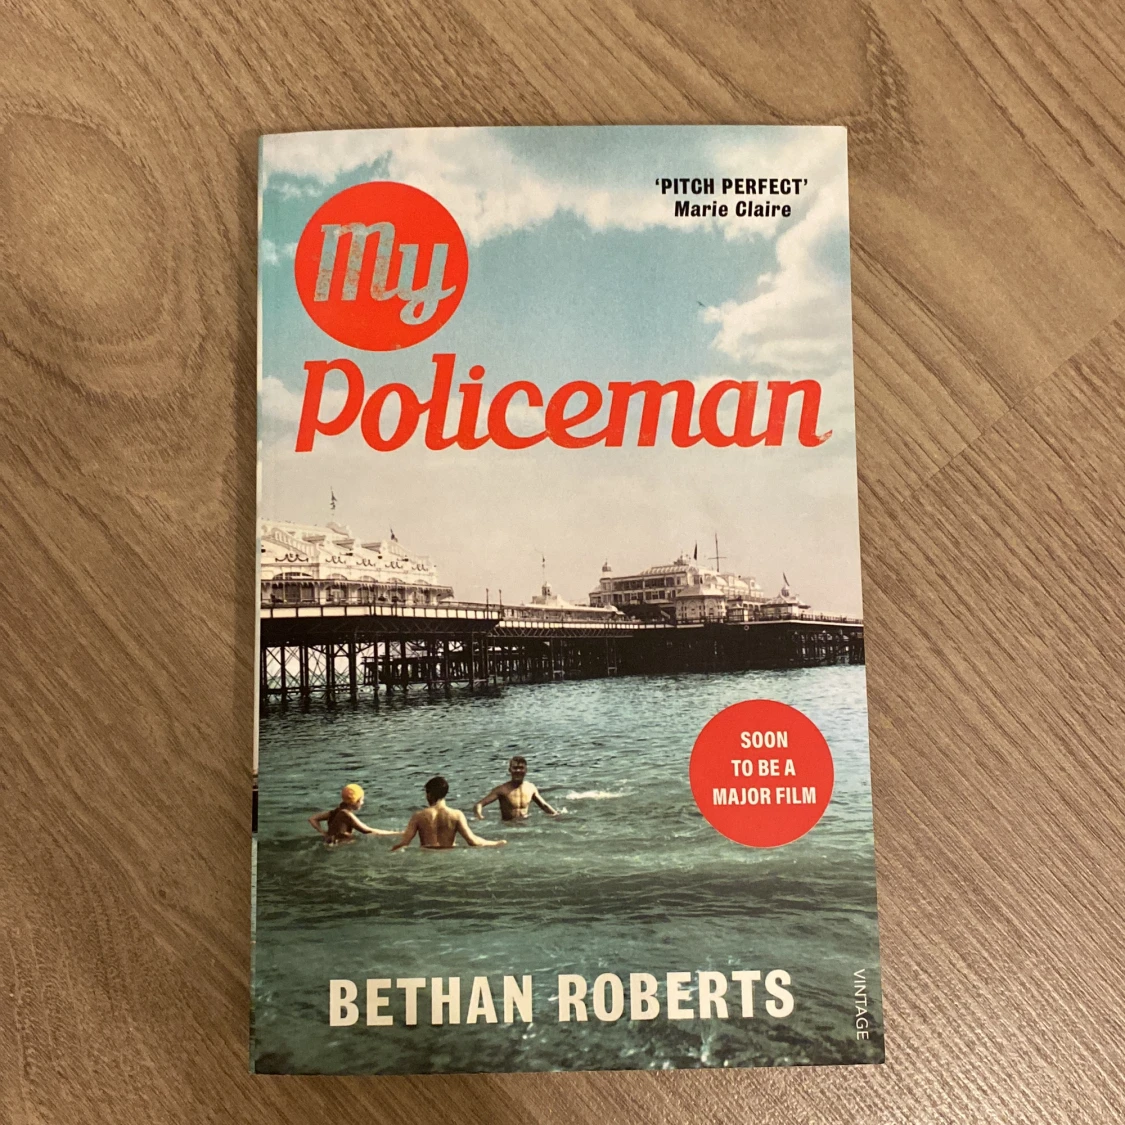 'PITCH PERFECT'
Marie Claire
My
Policeman
SOON
TO BE A
MAJOR FILM
BETHAN ROBERTS
VINTAGE